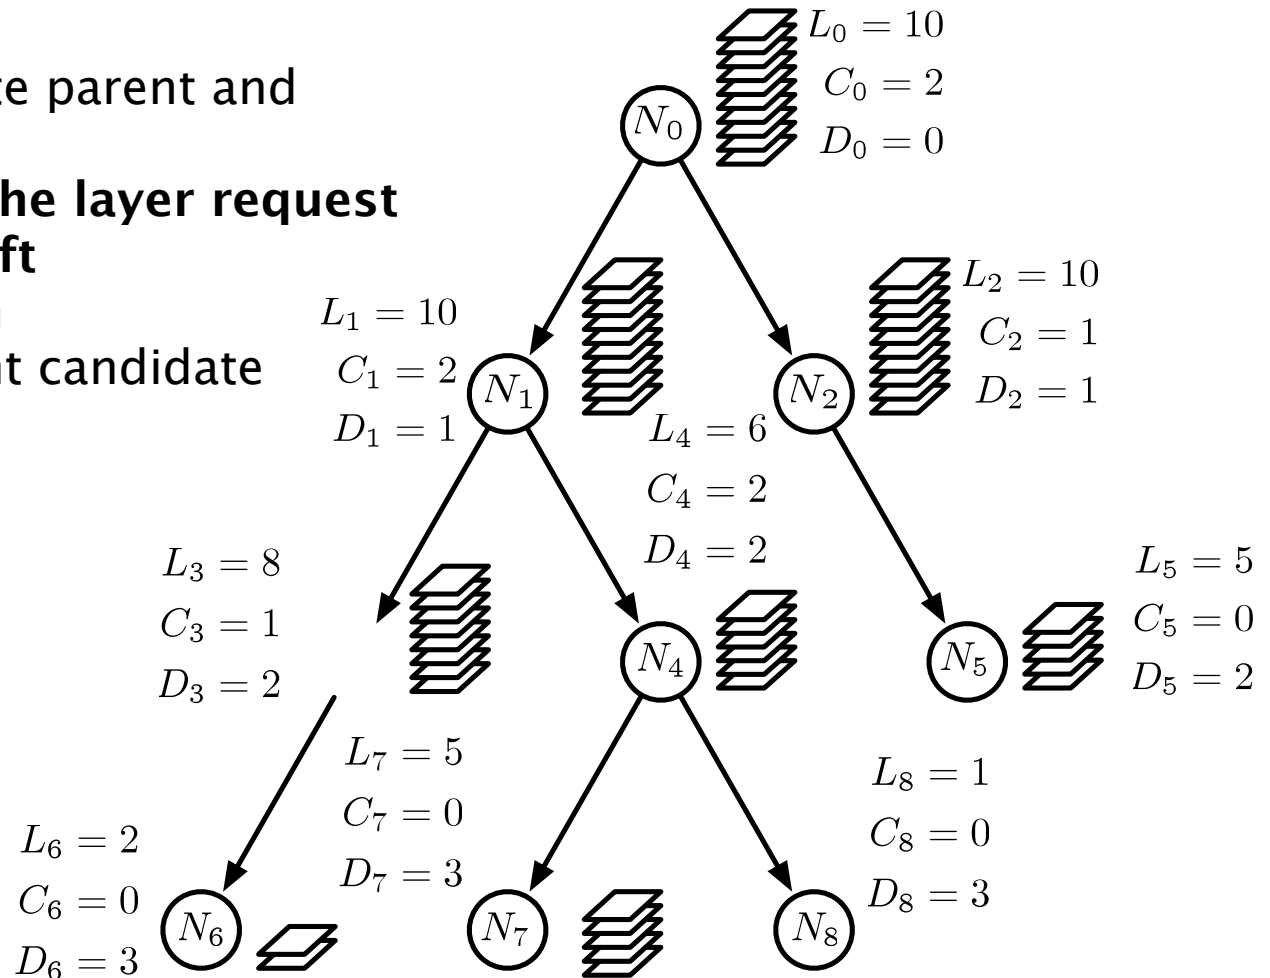 te parent and
he layer request
ft
nt candidate
L₀ = 10
C₀ = 2
D₀ = 0
N₀
L₁ = 10
C₁ = 2
D₁ = 1
N₁
L₂ = 10
C₂ = 1
D₂ = 1
N₂
L₃ = 8
C₃ = 1
D₃ = 2
L₄ = 6
C₄ = 2
D₄ = 2
N₄
L₅ = 5
C₅ = 0
D₅ = 2
N₅
L₆ = 2
C₆ = 0
D₆ = 3
N₆
L₇ = 5
C₇ = 0
D₇ = 3
N₇
L₈ = 1
C₈ = 0
D₈ = 3
N₈